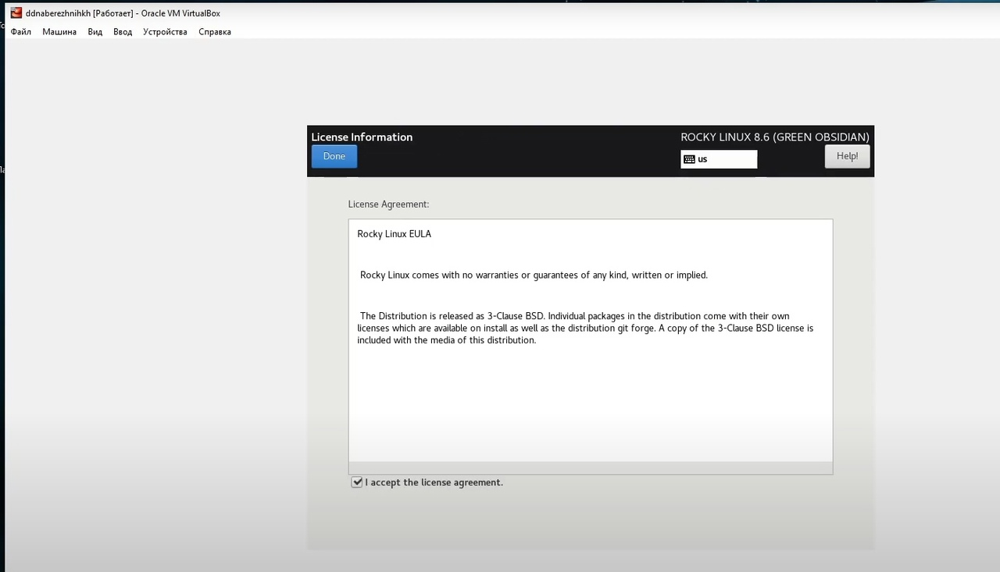 ddnaberezhnihkh [Работает] - Oracle VM VirtualBox
Файл Машина Вид Ввод Устройства Справка
License Information
ROCKY LINUX 8.6 (GREEN OBSIDIAN)
Done
us
Help!
License Agreement:
Rocky Linux EULA
Rocky Linux comes with no warranties or guarantees of any kind, written or implied.
The Distribution is released as 3-Clause BSD. Individual packages in the distribution come with their own
licenses which are available on install as well as the distribution git forge. A copy of the 3-Clause BSD license is
included with the media of this distribution.
I accept the license agreement.